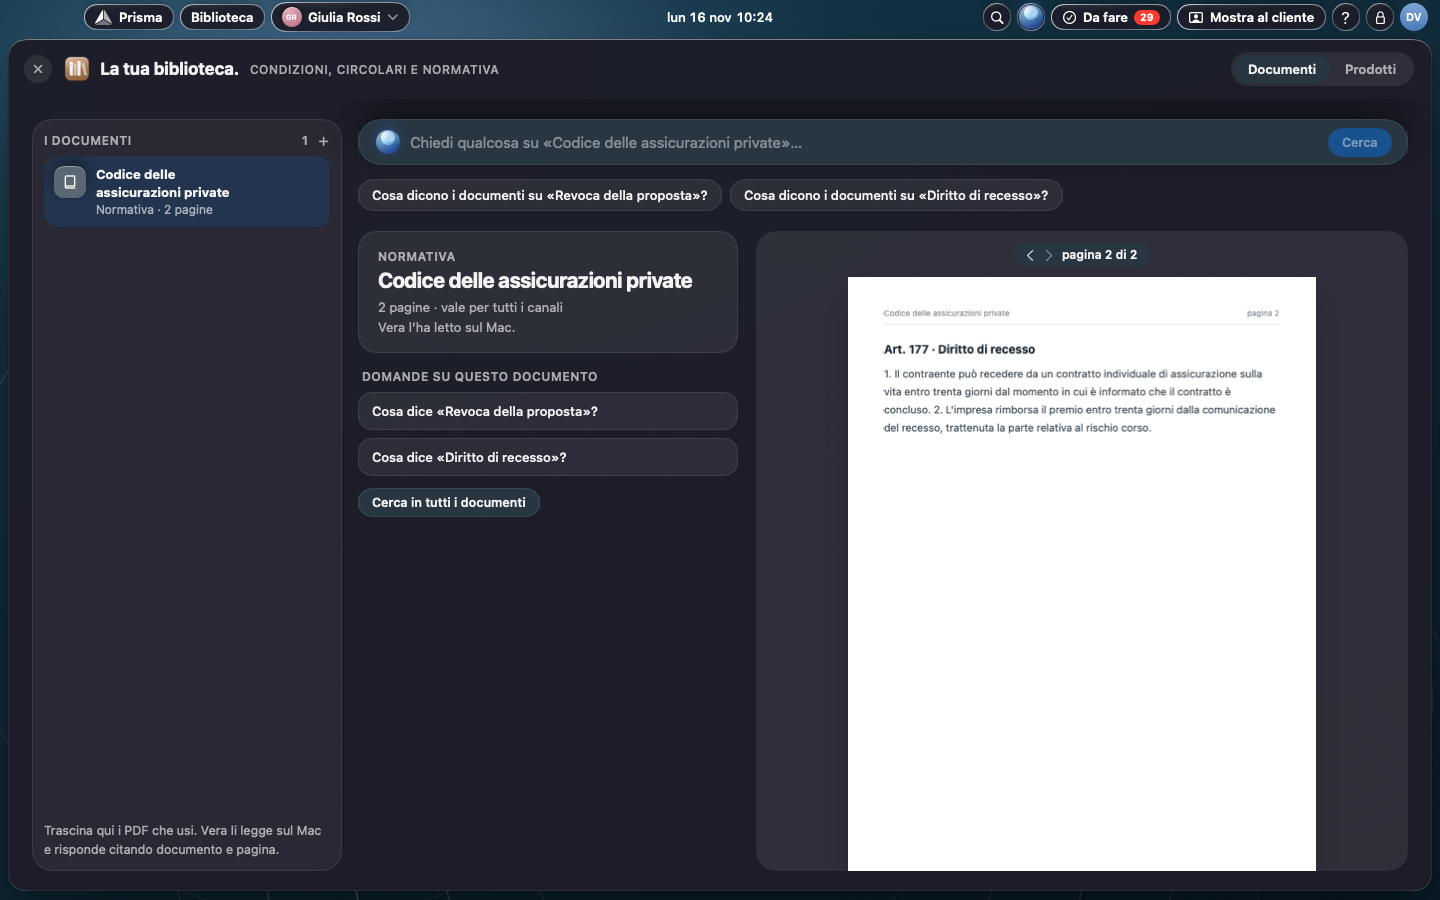 Prisma
Biblioteca
GR
Giulia Rossi
lun 16 nov 10:24
Da fare 29
Mostra al cliente
?
DV
La tua biblioteca.
CONDIZIONI, CIRCOLARI E NORMATIVA
Documenti
Prodotti
I DOCUMENTI
1 +
Codice delle
assicurazioni private
Normativa · 2 pagine
Trascina qui i PDF che usi. Vera li legge sul Mac
e risponde citando documento e pagina.
Chiedi qualcosa su «Codice delle assicurazioni private»...
Cerca
Cosa dicono i documenti su «Revoca della proposta»?
Cosa dicono i documenti su «Diritto di recesso»?
NORMATIVA
Codice delle assicurazioni private
2 pagine · vale per tutti i canali
Vera l'ha letto sul Mac.
DOMANDE SU QUESTO DOCUMENTO
Cosa dice «Revoca della proposta»?
Cosa dice «Diritto di recesso»?
Cerca in tutti i documenti
pagina 2 di 2
Codice delle assicurazioni private
pagina 2
Art. 177 · Diritto di recesso
1. Il contraente può recedere da un contratto individuale di assicurazione sulla
vita entro trenta giorni dal momento in cui è informato che il contratto è
concluso. 2. L'impresa rimborsa il premio entro trenta giorni dalla comunicazione
del recesso, trattenuta la parte relativa al rischio corso.